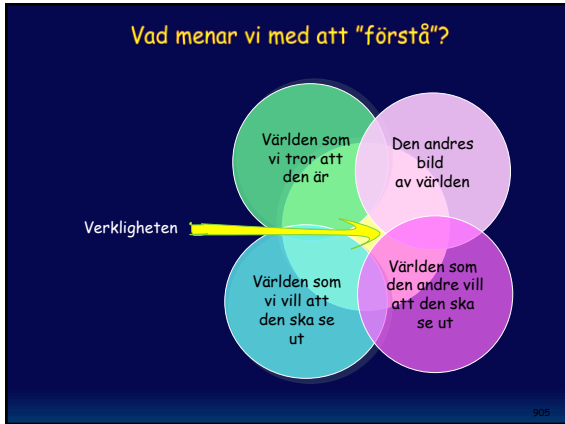 Vad menar vi med att ”förstå”?
Världen som
vi tror att
den är
Den andres
bild
av världen
Verkligheten
Världen som
vi vill att
den ska se
ut
Världen som
den andre vill
att den ska
se ut
905